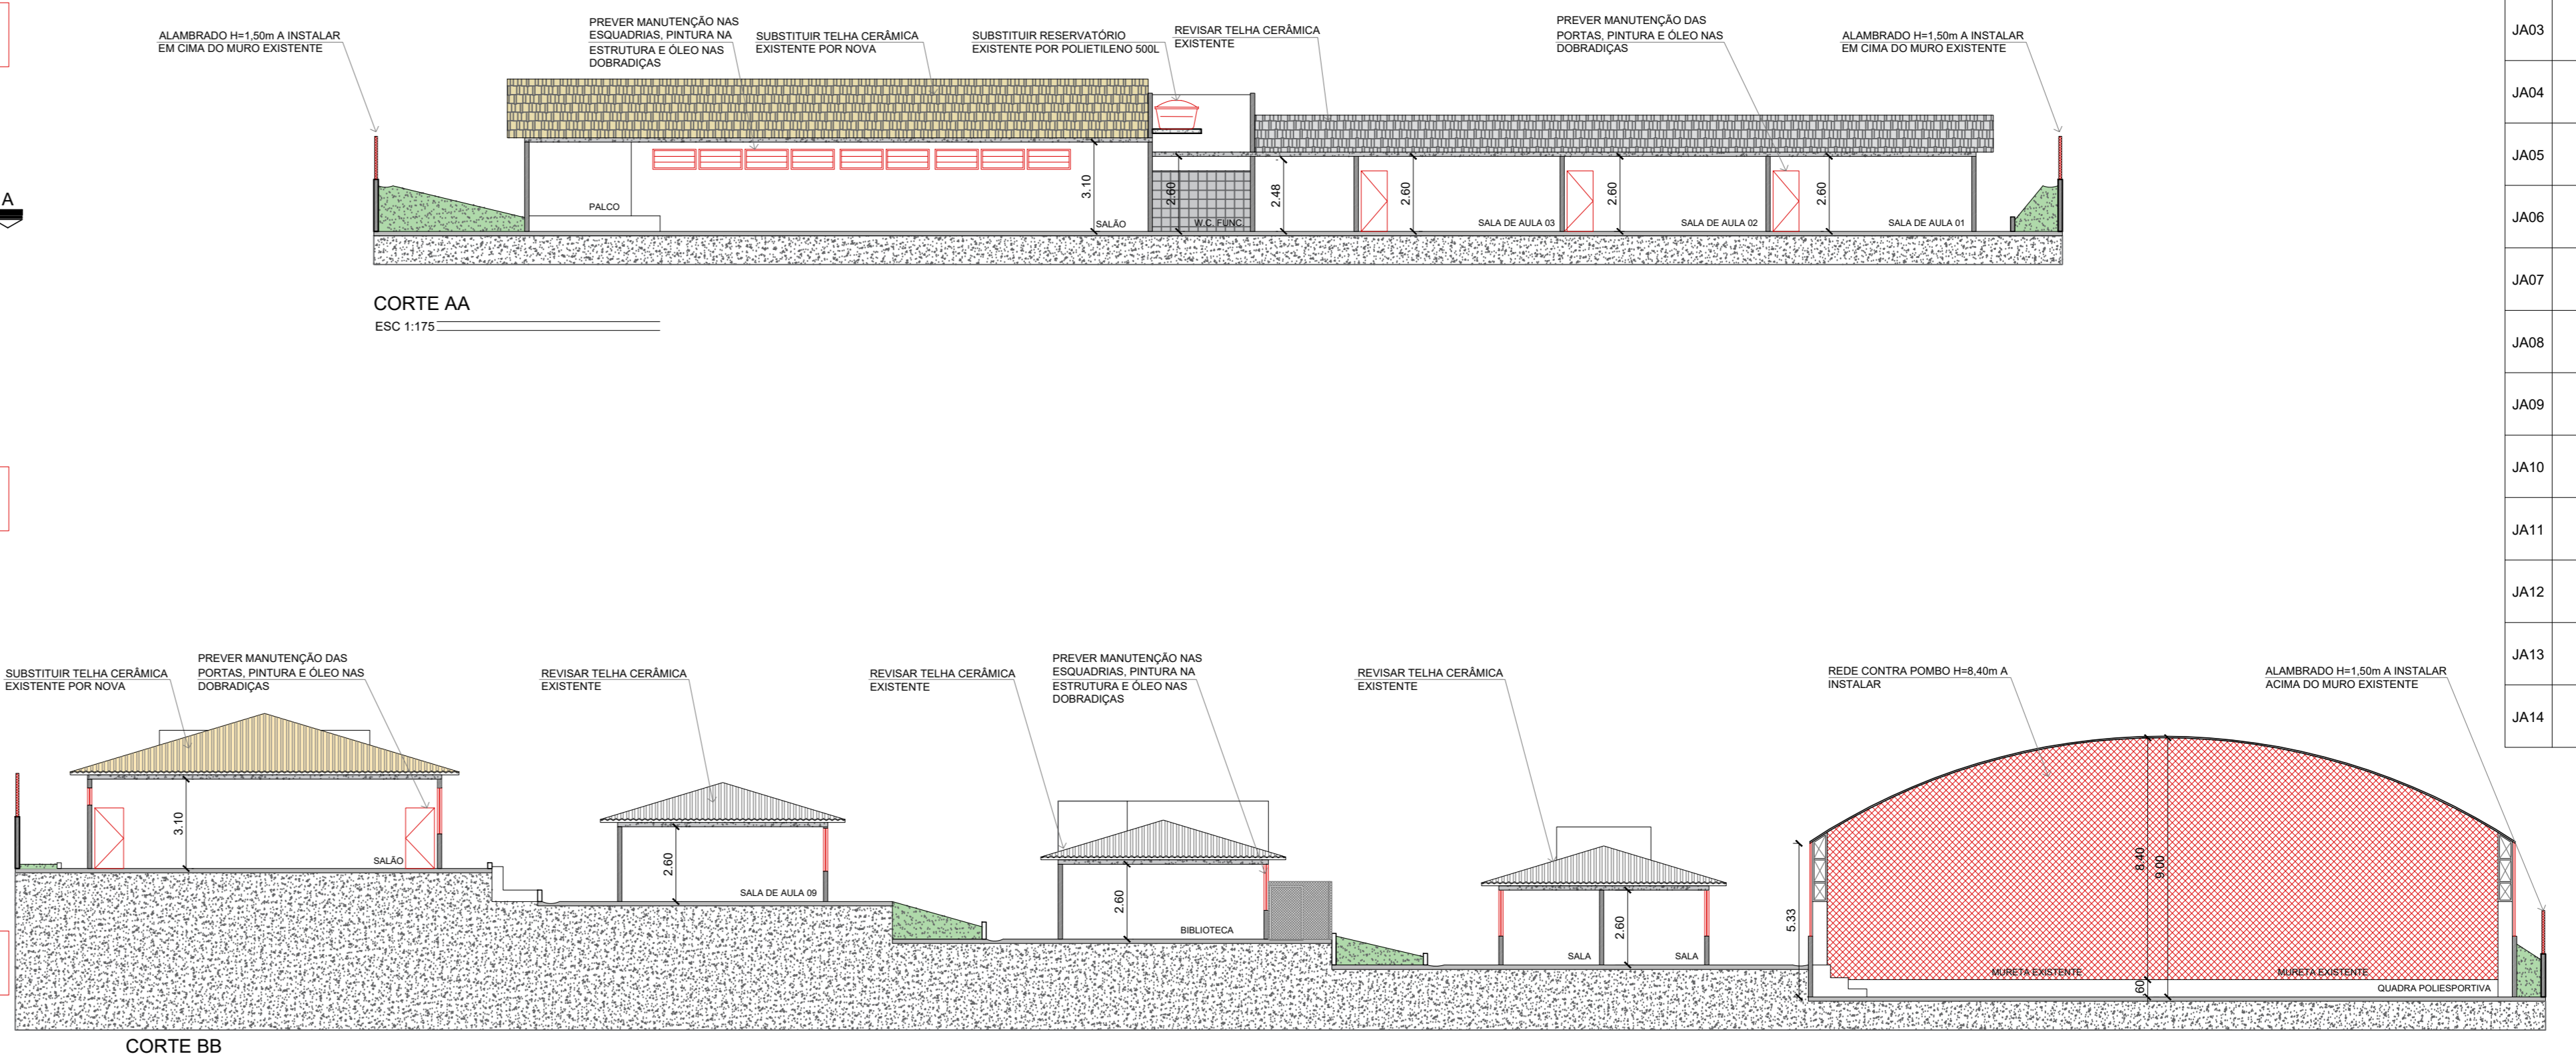 ALAMBRADO H=1,50m A INSTALAR
EM CIMA DO MURO EXISTENTE
PREVER MANUTENÇÃO NAS
ESQUADRIAS, PINTURA NA
ESTRUTURA E ÓLEO NAS
DOBRADIÇAS
SUBSTITUIR TELHA CERÂMICA
EXISTENTE POR NOVA
SUBSTITUIR RESERVATÓRIO
EXISTENTE POR POLIETILENO 500L
REVISAR TELHA CERÂMICA
EXISTENTE
PREVER MANUTENÇÃO DAS
PORTAS, PINTURA E ÓLEO NAS
DOBRADIÇAS
ALAMBRADO H=1,50m A INSTALAR
EM CIMA DO MURO EXISTENTE
A
PALCO
3.10
SALÃO
2.60
W.C. FUNC.
2.48
2.60
SALA DE AULA 03
2.60
SALA DE AULA 02
2.60
SALA DE AULA 01
CORTE AA
ESC 1:175
JA03
JA04
JA05
JA06
JA07
JA08
JA09
JA10
JA11
JA12
JA13
JA14
SUBSTITUIR TELHA CERÂMICA
EXISTENTE POR NOVA
PREVER MANUTENÇÃO DAS
PORTAS, PINTURA E ÓLEO NAS
DOBRADIÇAS
REVISAR TELHA CERÂMICA
EXISTENTE
REVISAR TELHA CERÂMICA
EXISTENTE
PREVER MANUTENÇÃO NAS
ESQUADRIAS, PINTURA NA
ESTRUTURA E ÓLEO NAS
DOBRADIÇAS
REVISAR TELHA CERÂMICA
EXISTENTE
REDE CONTRA POMBO H=8,40m A
INSTALAR
ALAMBRADO H=1,50m A INSTALAR
ACIMA DO MURO EXISTENTE
3.10
SALÃO
2.60
SALA DE AULA 09
2.60
BIBLIOTECA
2.60
SALA
SALA
5.33
8.40
9.00
MURETA EXISTENTE
MURETA EXISTENTE
.60
QUADRA POLIESPORTIVA
CORTE BB